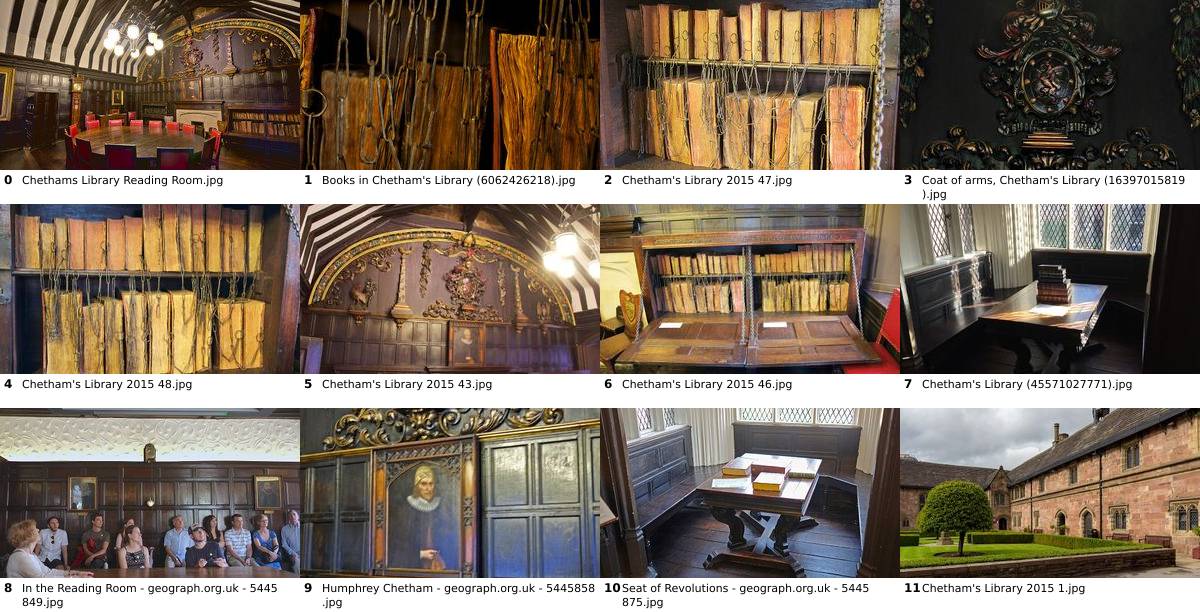 0 Chethams Library Reading Room.jpg
1 Books in Chetham's Library (6062426218).jpg
2 Chetham's Library 2015 47.jpg
3 Coat of arms, Chetham's Library (16397015819
).jpg
4 Chetham's Library 2015 48.jpg
5 Chetham's Library 2015 43.jpg
6 Chetham's Library 2015 46.jpg
7 Chetham's Library (45571027771).jpg
8 In the Reading Room - geograph.org.uk - 5445
849.jpg
9 Humphrey Chetham - geograph.org.uk - 5445858
.jpg
10 Seat of Revolutions - geograph.org.uk - 5445
875.jpg
11 Chetham's Library 2015 1.jpg